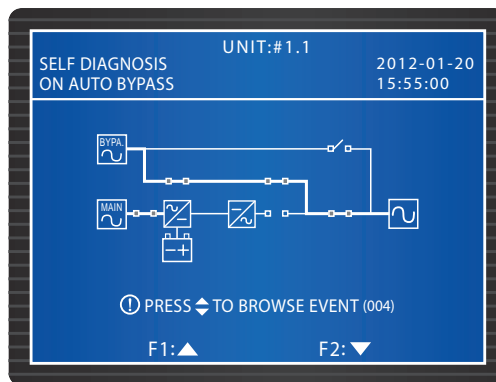 UNIT:#1.1
SELF DIAGNOSIS 2012-01-20
ON AUTO BYPASS 15:55:00
BYPA.
MAIN
PRESS TO BROWSE EVENT (004)
F1: F2: